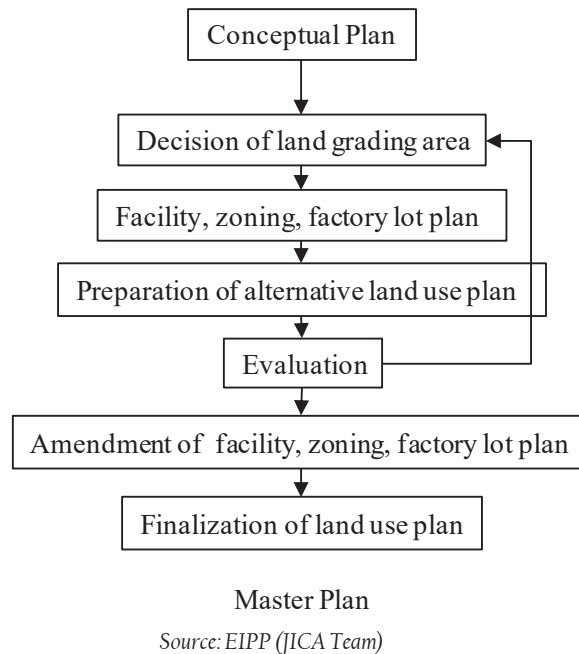 Conceptual Plan
Decision of land grading area
Facility, zoning, factory lot plan
Preparation of alternative land use plan
Evaluation
Amendment of facility, zoning, factory lot plan
Finalization of land use plan
Master Plan
Source: EIPP (JICA Team)